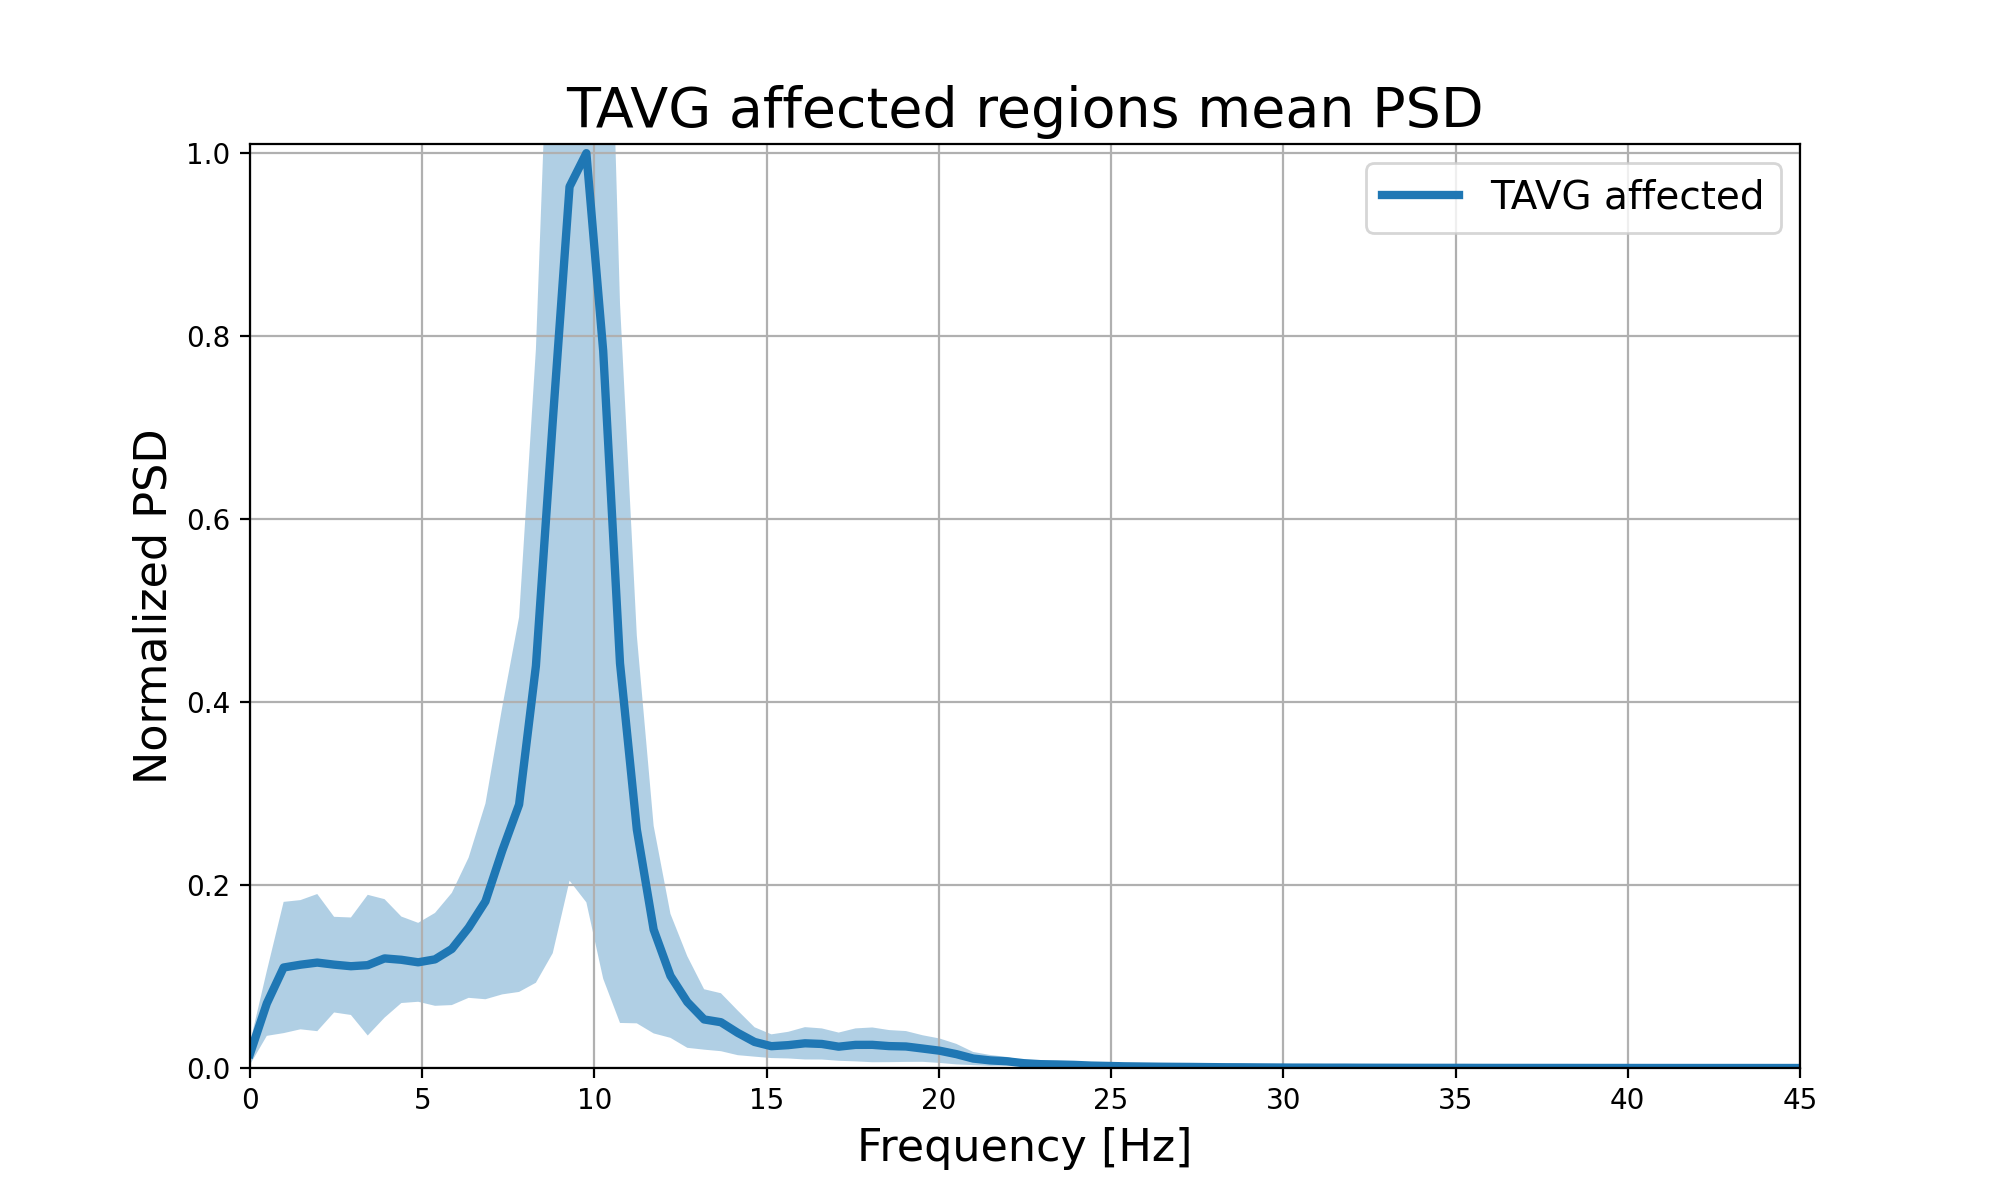 TAVG affected regions mean PSD
1.0
0.8
0.6
0.4
0.2
0.0
Normalized PSD
TAVG affected
0 5 10 15 20 25 30 35 40 45
Frequency [Hz]